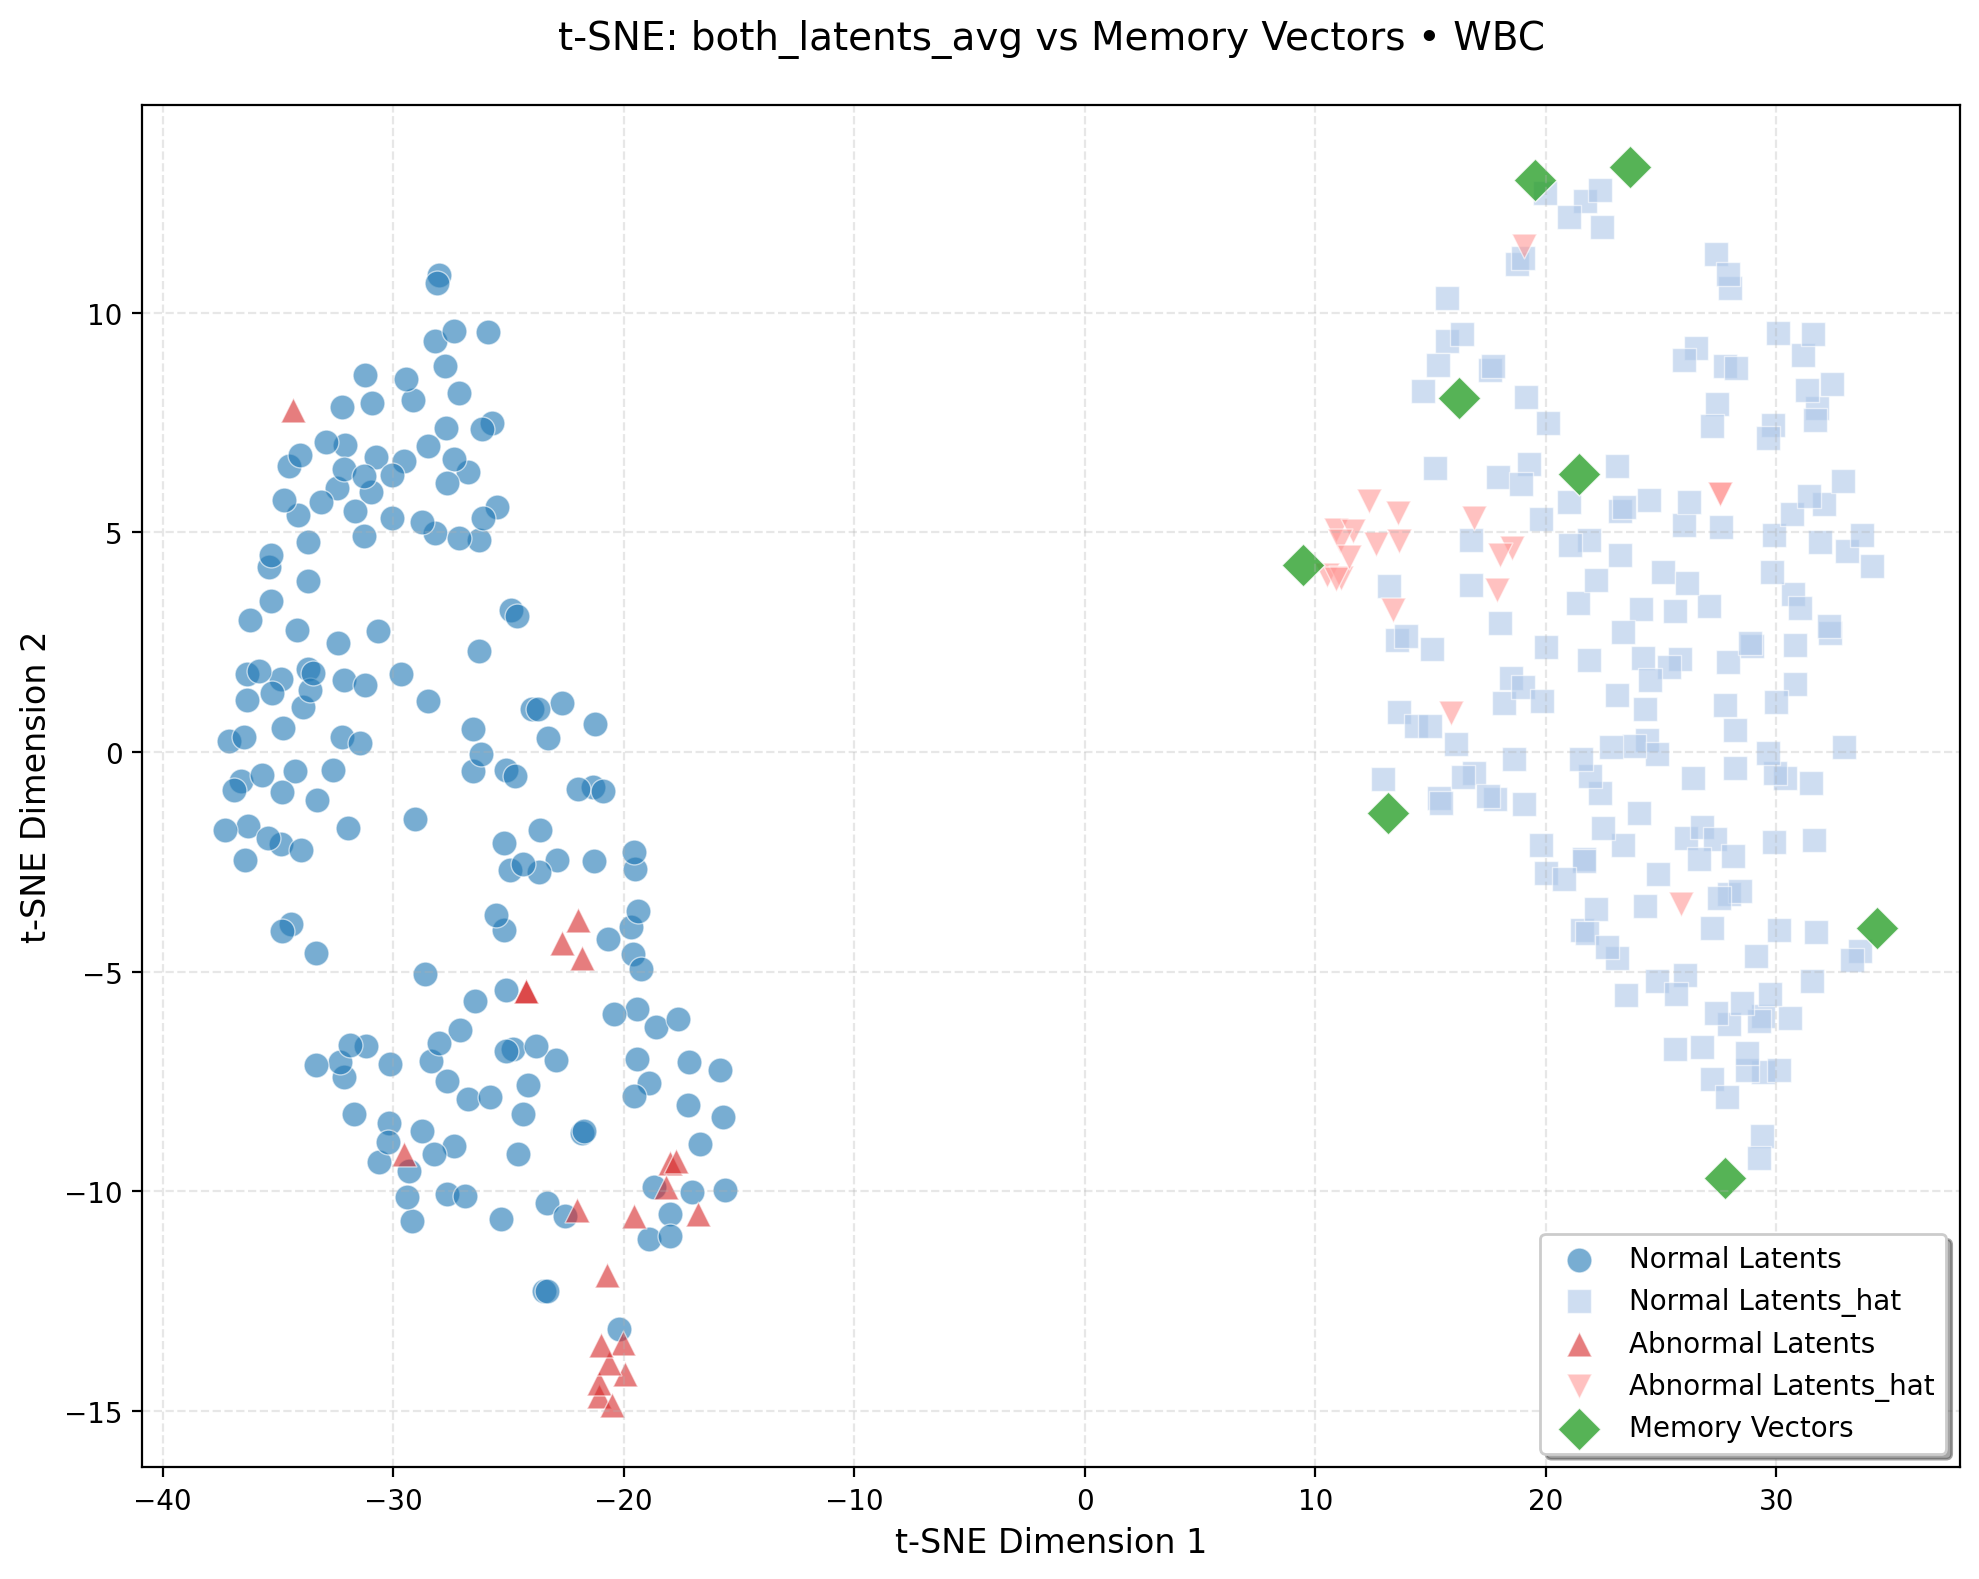 t-SNE: both_latents_avg vs Memory Vectors • WBC
10
5
0
−5
−10
−15
t-SNE Dimension 2
−40
−30
−20
−10
0
10
20
30
t-SNE Dimension 1
Normal Latents
Normal Latents_hat
Abnormal Latents
Abnormal Latents_hat
Memory Vectors